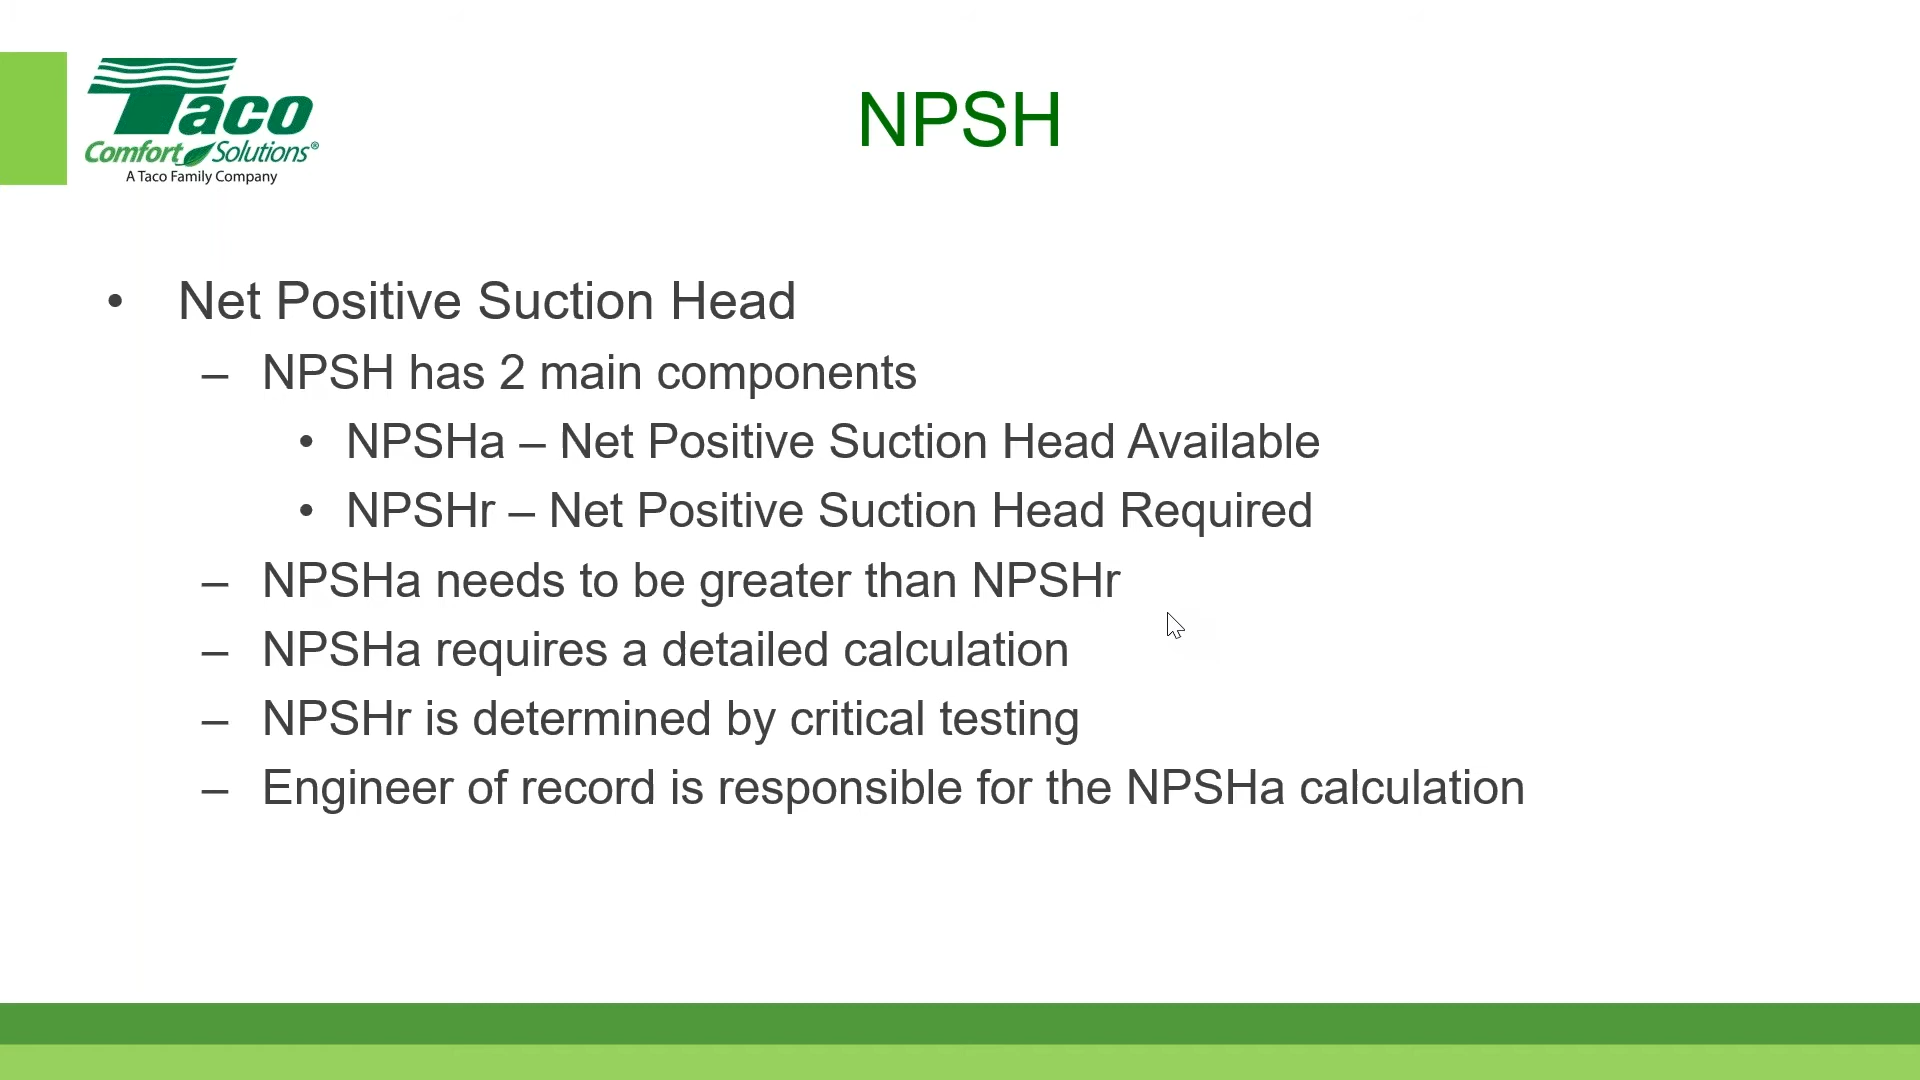 Taco
Comfort Solutions®
A Taco Family Company
NPSH
• Net Positive Suction Head
– NPSH has 2 main components
• NPSHa – Net Positive Suction Head Available
• NPSHr – Net Positive Suction Head Required
– NPSHa needs to be greater than NPSHr
– NPSHa requires a detailed calculation
– NPSHr is determined by critical testing
– Engineer of record is responsible for the NPSHa calculation